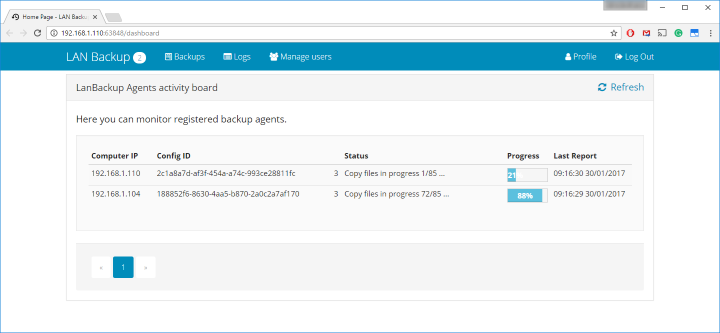 Home Page - LAN Backu
192.168.1.110:63848/dashboard
LAN Backup 2 Backups Logs Manage users Profile Log Out
LanBackup Agents activity board Refresh
Here you can monitor registered backup agents.
Computer IP Config ID Status Progress Last Report
192.168.1.110 2c1a8a7d-af3f-454a-a74c-993ce28811fc 3 Copy files in progress 1/85 ... 09:16:30 30/01/2017
192.168.1.104 188852f6-8630-4aa5-b870-2a0c2a7af170 3 Copy files in progress 72/85 ... 88% 09:16:29 30/01/2017
« 1 »